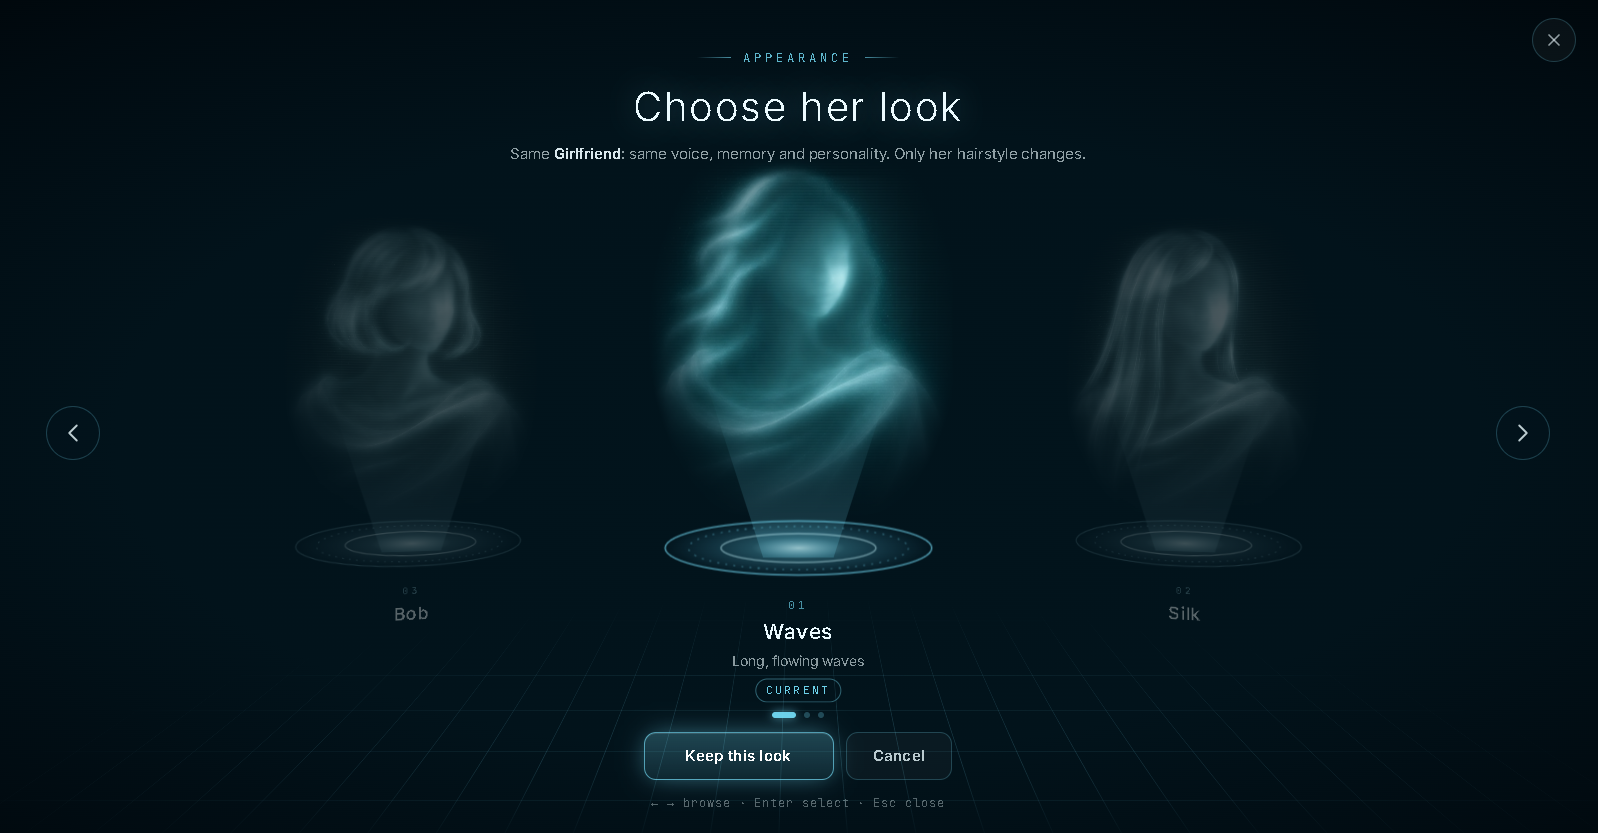 APPEARANCE
Choose her look
Same Girlfriend: same voice, memory and personality. Only her hairstyle changes.
03
Bob
01
Waves
Long, flowing waves
CURRENT
02
Silk
Keep this look
Cancel
← → browse · Enter select · Esc close